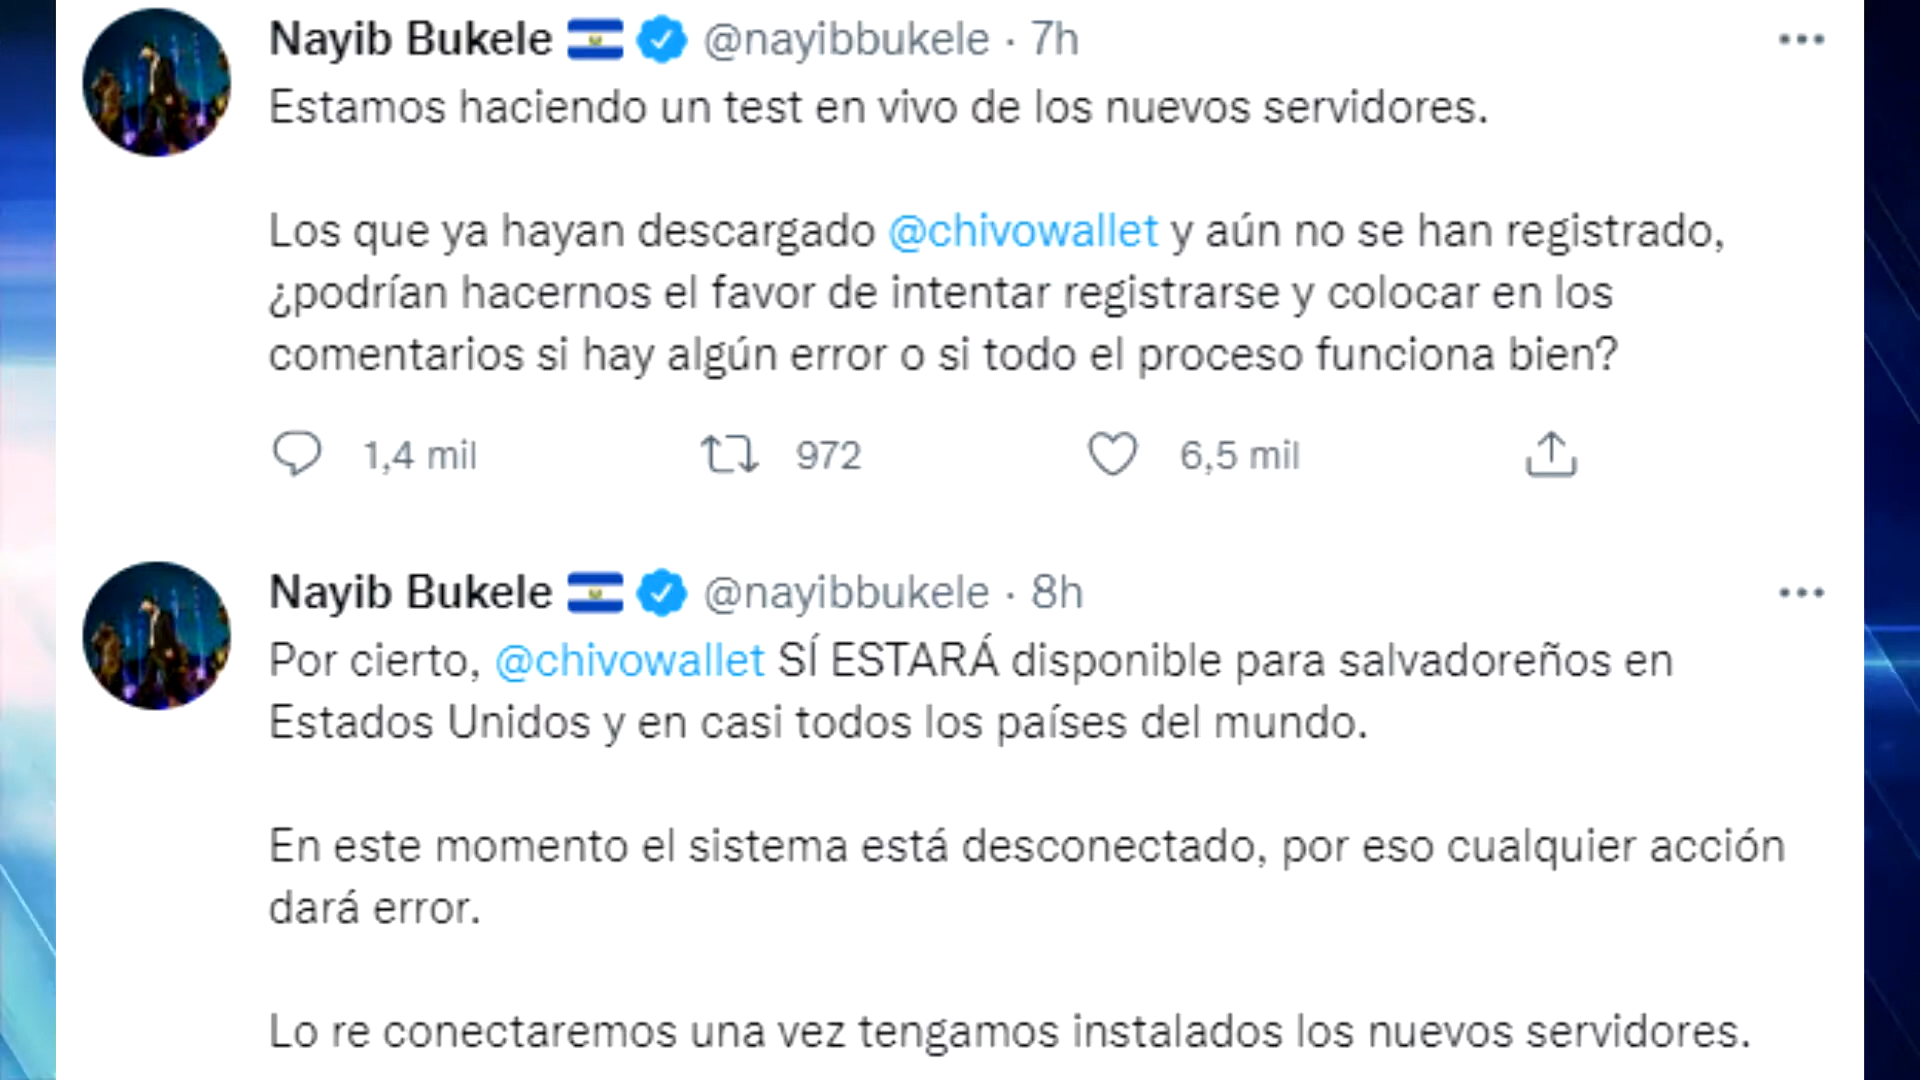 Nayib Bukele @nayibbukele · 7h
Estamos haciendo un test en vivo de los nuevos servidores.
Los que ya hayan descargado @chivowallet y aún no se han registrado,
¿podrían hacernos el favor de intentar registrarse y colocar en los
comentarios si hay algún error o si todo el proceso funciona bien?
1,4 mil 972 6,5 mil
Nayib Bukele @nayibbukele · 8h
Por cierto, @chivowallet SÍ ESTARÁ disponible para salvadoreños en
Estados Unidos y en casi todos los países del mundo.
En este momento el sistema está desconectado, por eso cualquier acción
dará error.
Lo re conectaremos una vez tengamos instalados los nuevos servidores.